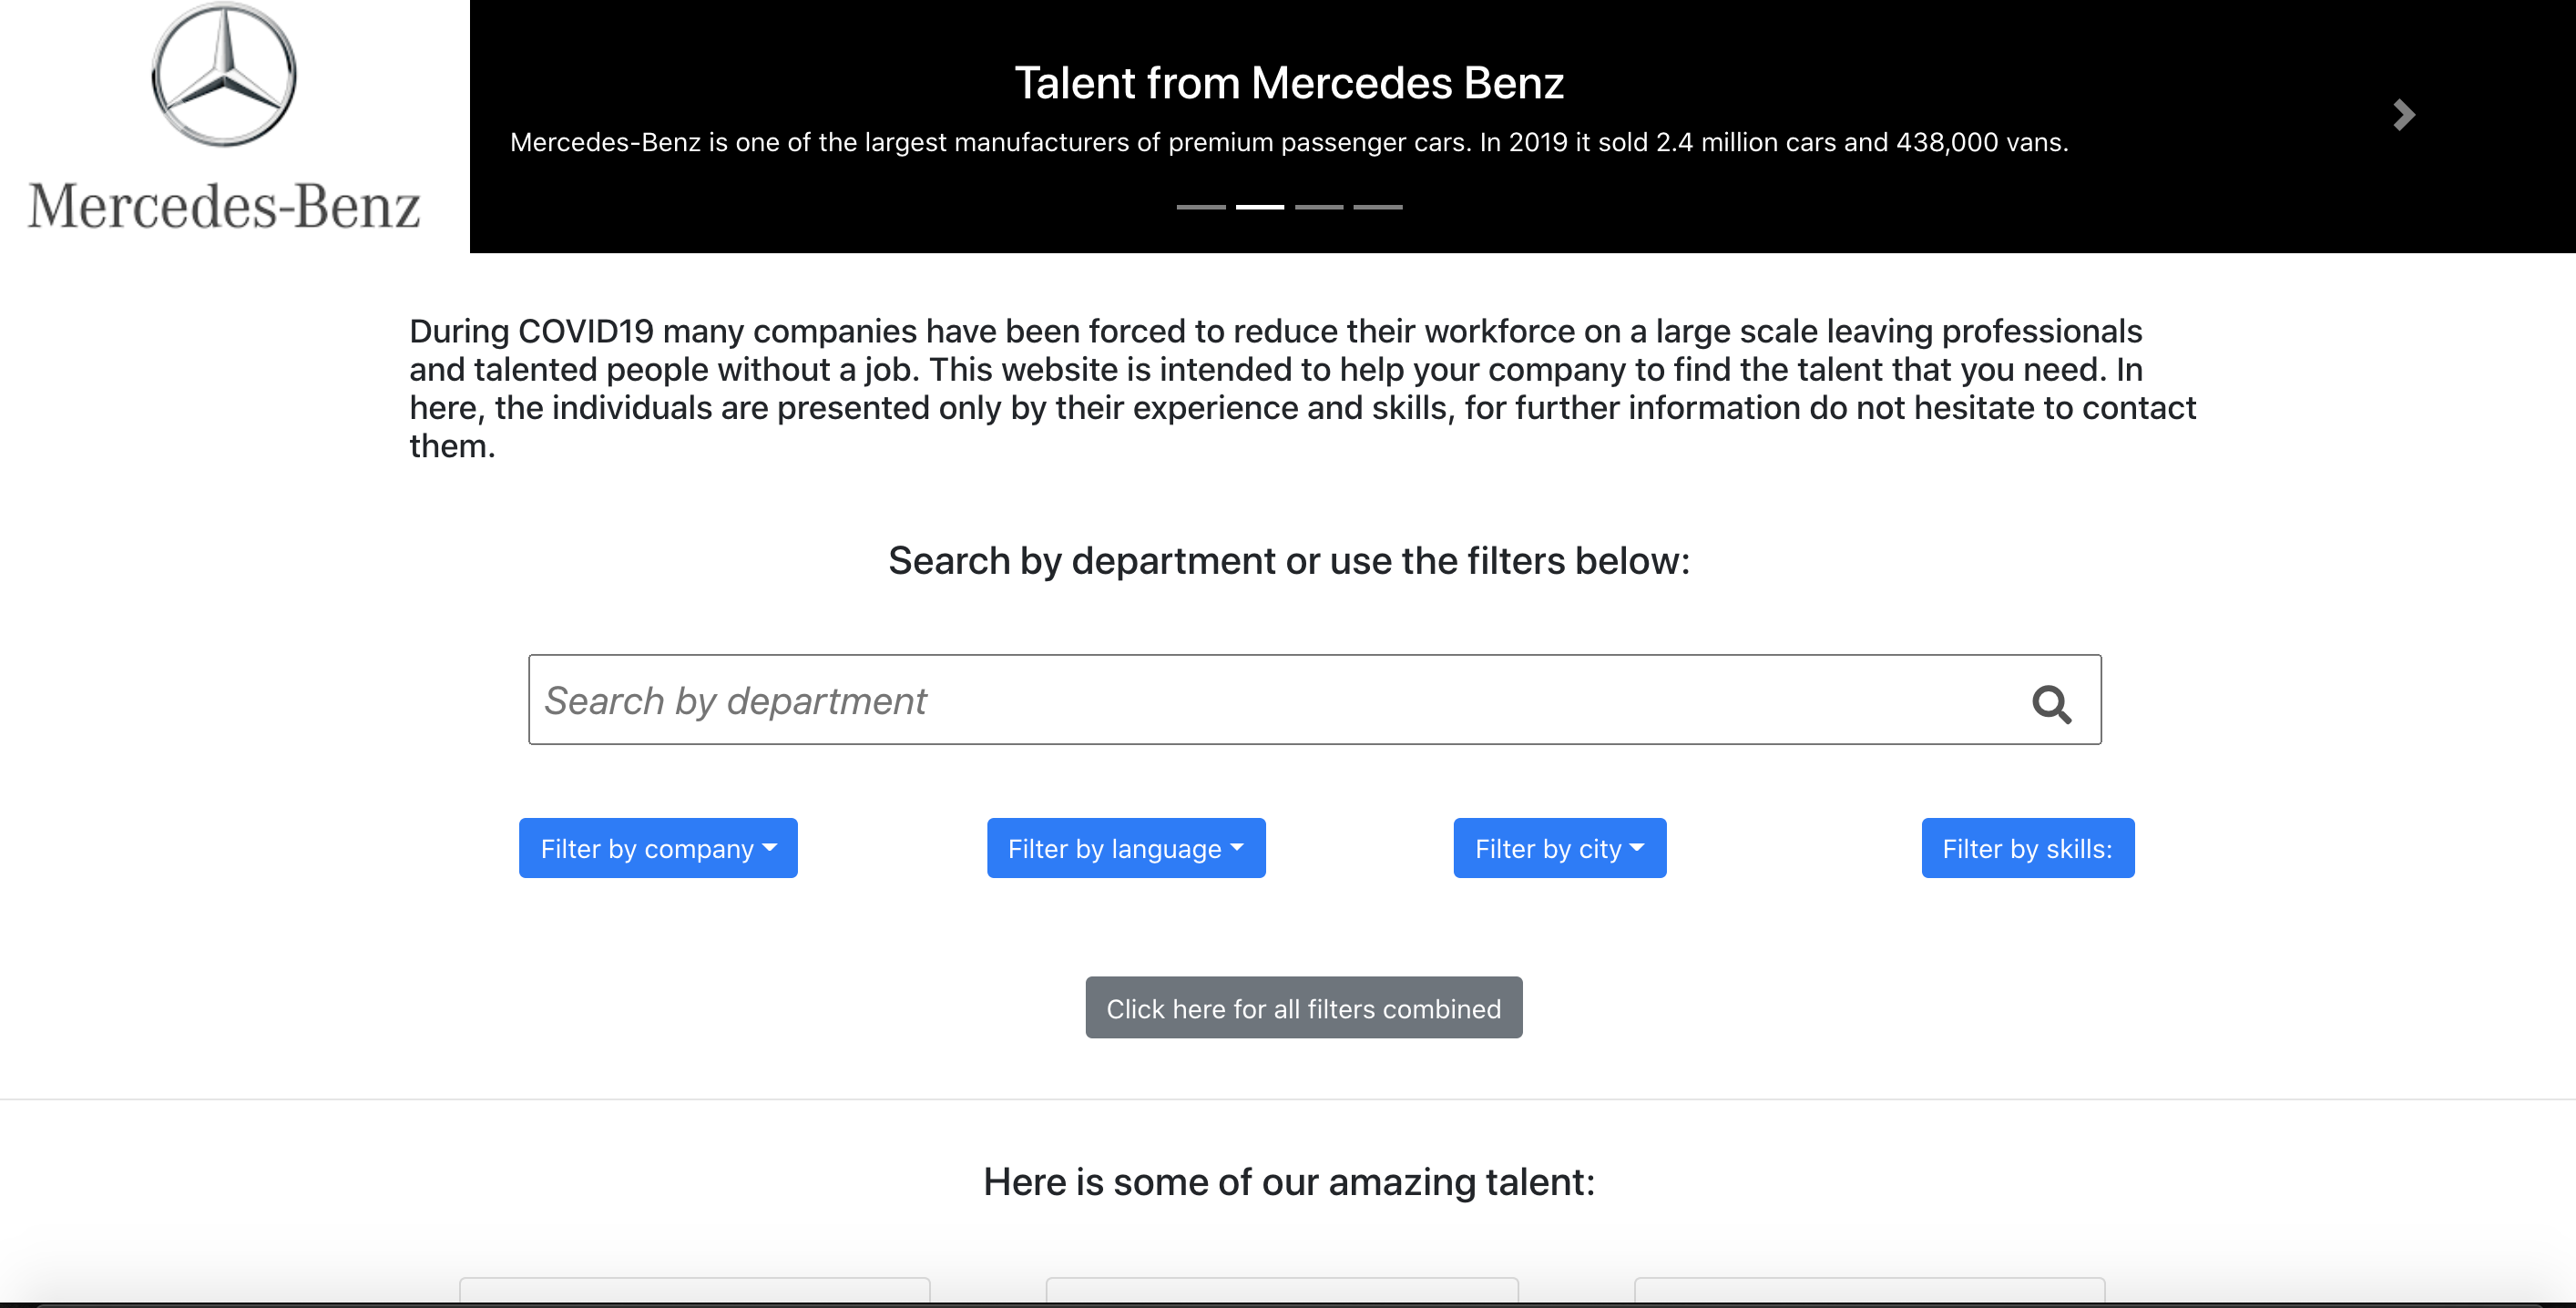 Mercedes-Benz
Talent from Mercedes Benz
Mercedes-Benz is one of the largest manufacturers of premium passenger cars. In 2019 it sold 2.4 million cars and 438,000 vans.
During COVID19 many companies have been forced to reduce their workforce on a large scale leaving professionals
and talented people without a job. This website is intended to help your company to find the talent that you need. In
here, the individuals are presented only by their experience and skills, for further information do not hesitate to contact
them.
Search by department or use the filters below:
Search by department
Filter by company
Filter by language
Filter by city
Filter by skills:
Click here for all filters combined
Here is some of our amazing talent: